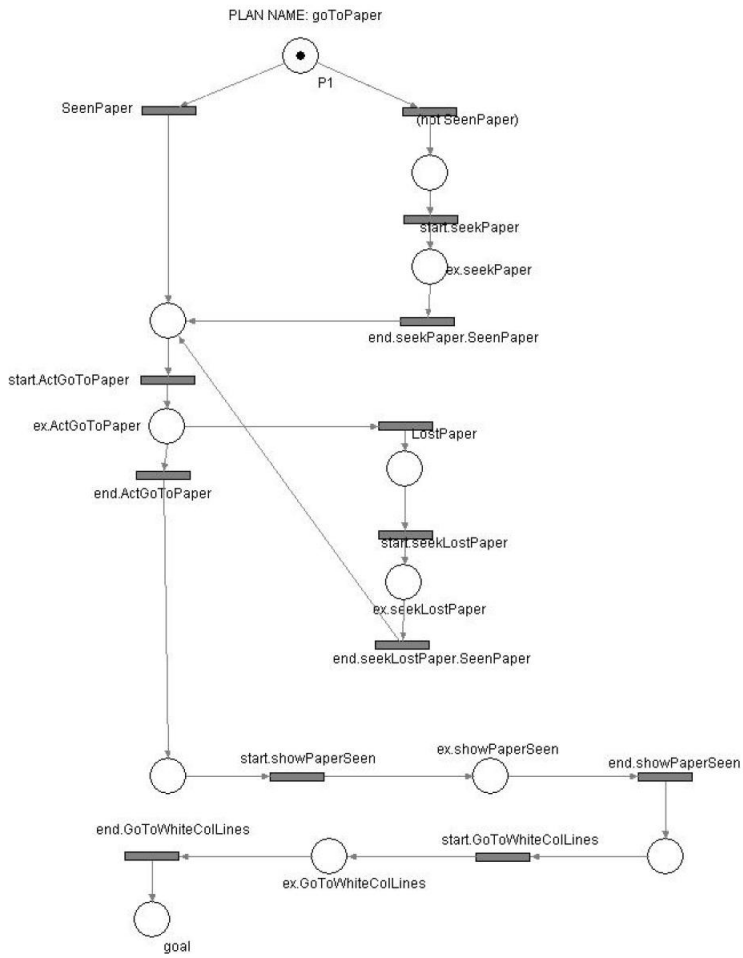 PLAN NAME: goToPaper
P1
SeenPaper
(not SeenPaper)
start.seekPaper
ex.seekPaper
end.seekPaper.SeenPaper
start.ActGoToPaper
ex.ActGoToPaper
LostPaper
end.ActGoToPaper
start.seekLostPaper
ex.seekLostPaper
end.seekLostPaper.SeenPaper
start.showPaperSeen
ex.showPaperSeen
end.showPaperSeen
end.GoToWhiteColLines
start.GoToWhiteColLines
ex.GoToWhiteColLines
goal